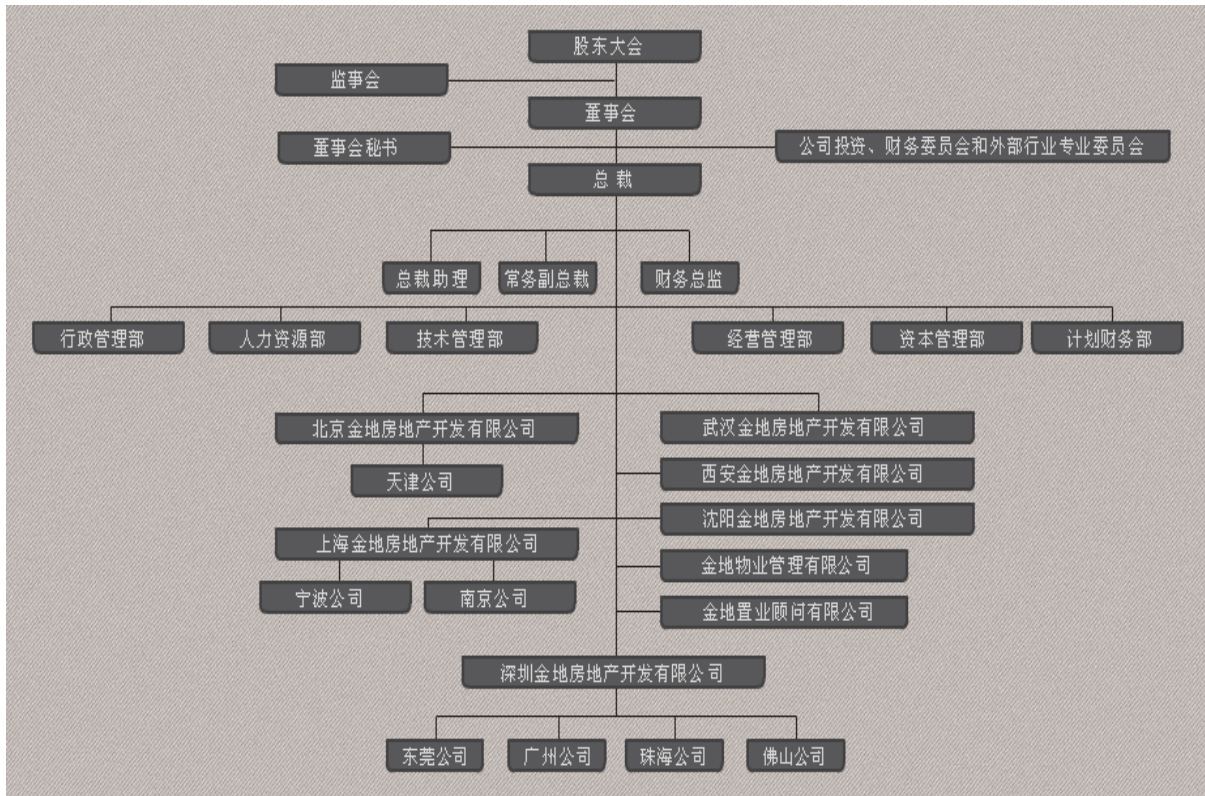 股东大会
监事会
董事会
董事会秘书
公司投资、财务委员会和外部行业专业委员会
总 裁
总裁助理
常务副总裁
财务总监
行政管理部
人力资源部
技术管理部
经营管理部
资本管理部
计划财务部
北京金地房地产开发有限公司
武汉金地房地产开发有限公司
天津公司
西安金地房地产开发有限公司
沈阳金地房地产开发有限公司
上海金地房地产开发有限公司
金地物业管理有限公司
宁波公司
南京公司
金地置业顾问有限公司
深圳金地房地产开发有限公司
东莞公司
广州公司
珠海公司
佛山公司